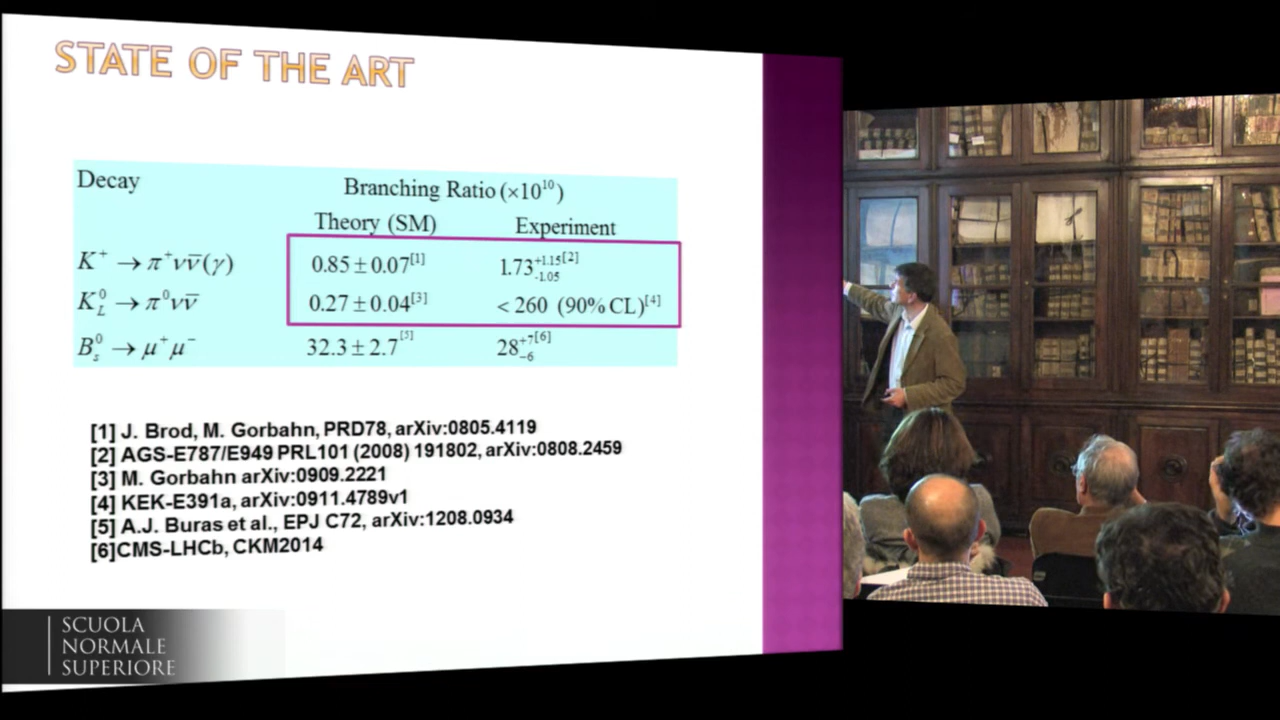 STATE OF THE ART
Decay Branching Ratio (×10¹⁰)
Theory (SM) Experiment
K⁺ → π⁺νν̅(γ) 0.85 ± 0.07[1] 1.73+1.15[2] -1.05
K⁰L → π⁰νν̅ 0.27 ± 0.04[3] < 260 (90% CL)[4]
B⁰s → μ⁺μ⁻ 32.3 ± 2.7[5] 28+7[6] −6
[1] J. Brod, M. Gorbahn, PRD78, arXiv:0805.4119
[2] AGS-E787/E949 PRL101 (2008) 191802, arXiv:0808.2459
[3] M. Gorbahn arXiv:0909.2221
[4] KEK-E391a, arXiv:0911.4789v1
[5] A.J. Buras et al., EPJ C72, arXiv:1208.0934
[6]CMS-LHCb, CKM2014
SCUOLA
NORMALE
SUPERIORE